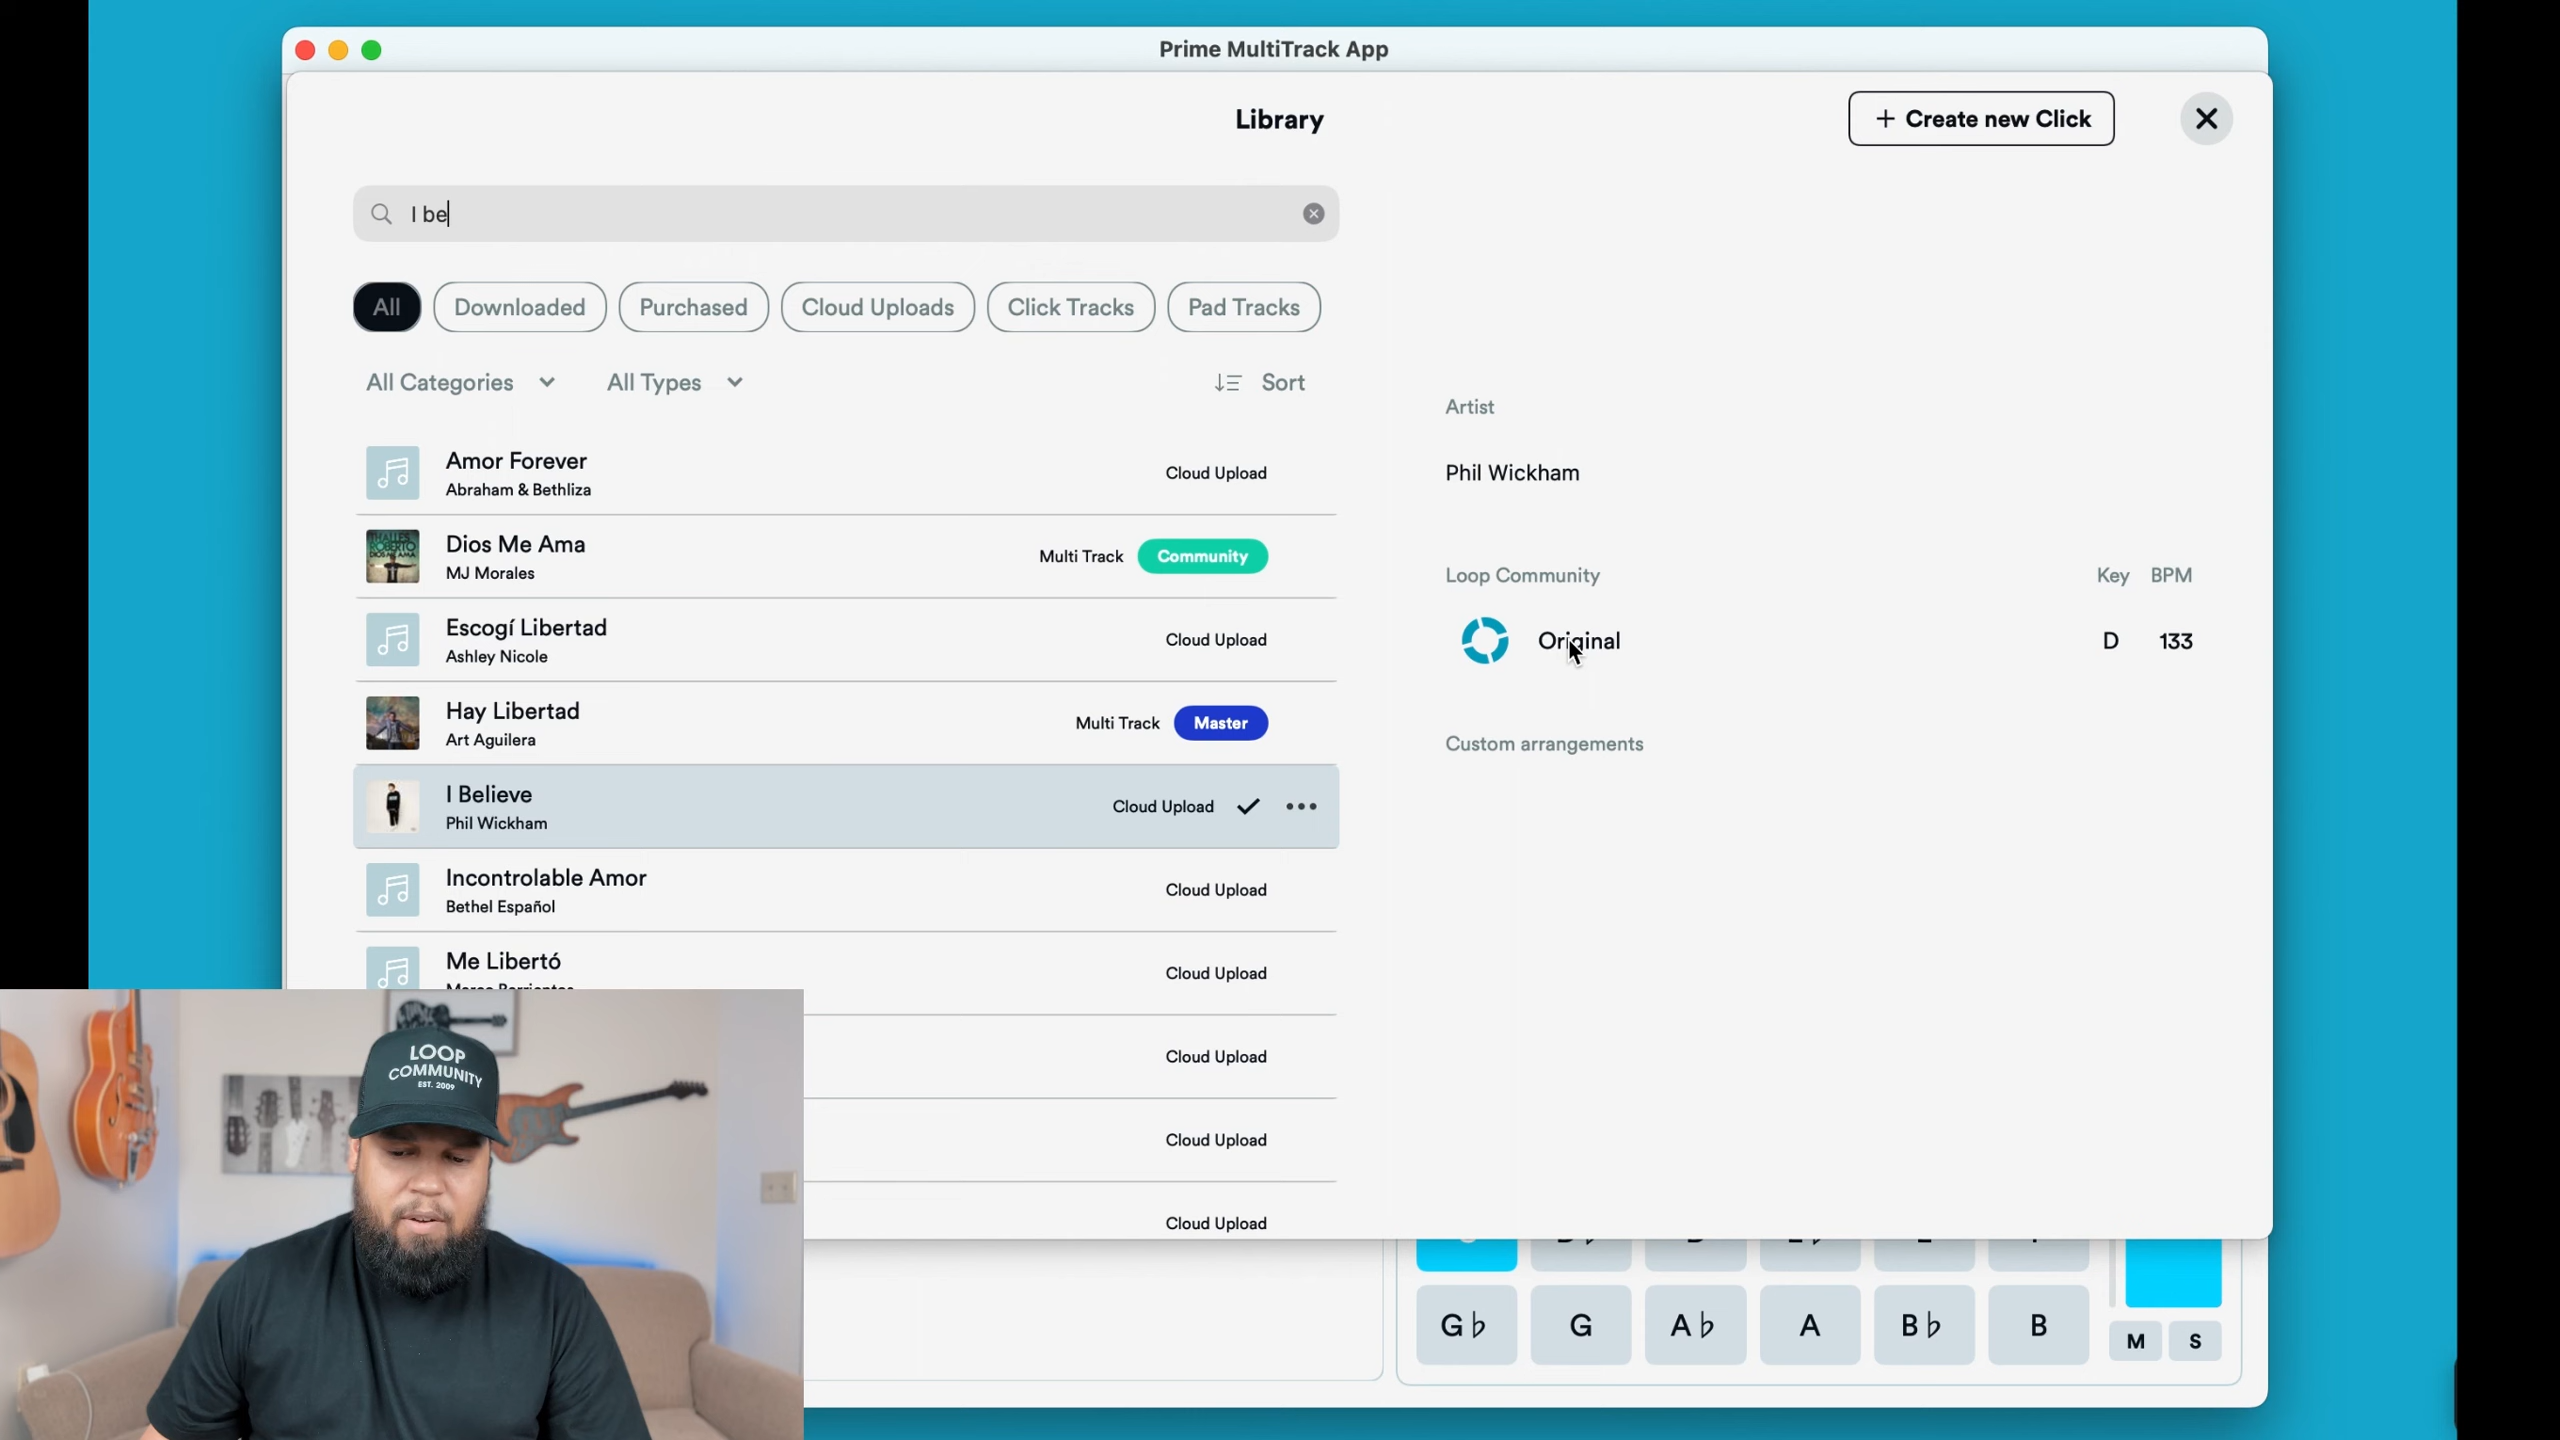 Prime MultiTrack App
Library
+ Create new Click
I be
All
Downloaded
Purchased
Cloud Uploads
Click Tracks
Pad Tracks
All Categories
All Types
Sort
Amor Forever
Abraham & Bethliza
Cloud Upload
Dios Me Ama
MJ Morales
Multi Track
Community
Escogí Libertad
Ashley Nicole
Cloud Upload
Hay Libertad
Art Aguilera
Multi Track
Master
I Believe
Phil Wickham
Cloud Upload
Incontrolable Amor
Bethel Español
Cloud Upload
Me Libertó
Cloud Upload
Cloud Upload
Cloud Upload
Cloud Upload
Artist
Phil Wickham
Loop Community
Key
BPM
Original
D
133
Custom arrangements
G♭
G
A♭
A
B♭
B
M
S
LOOP
COMMUNITY
EST. 2009